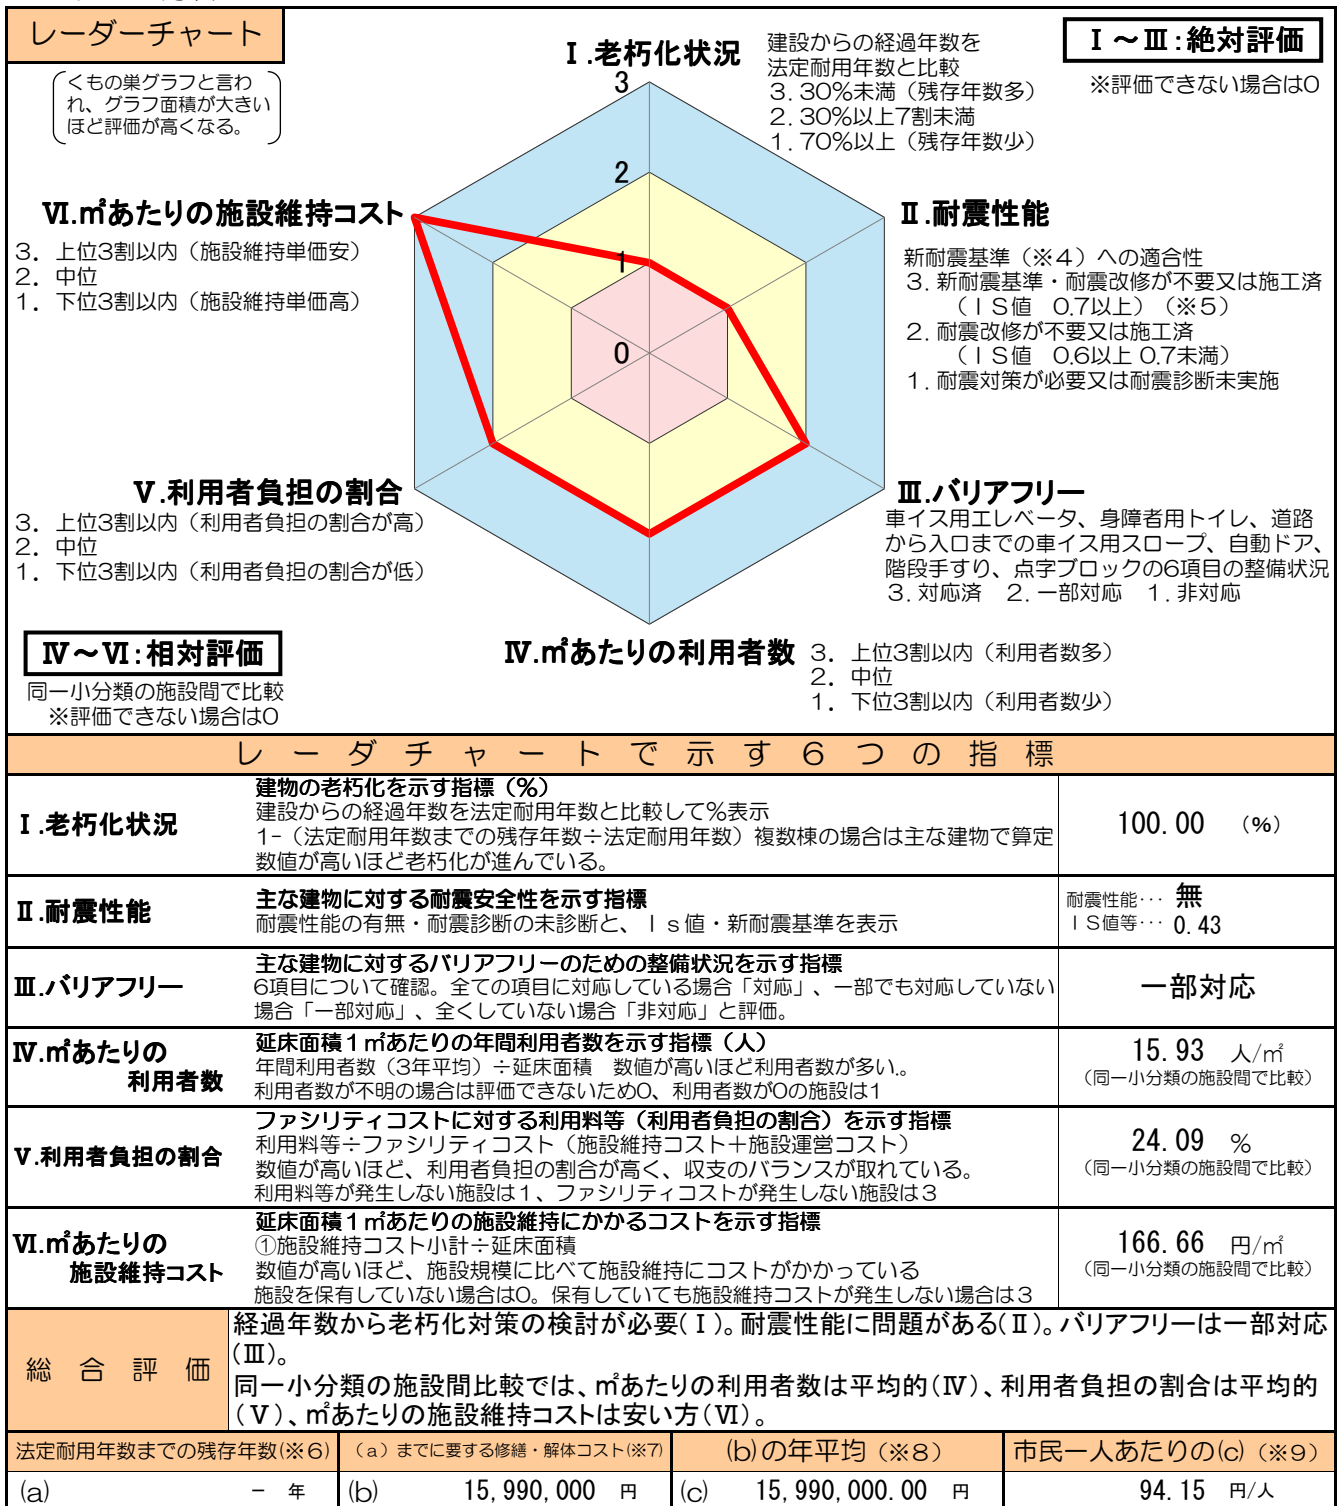 レーダーチャート
くもの巣グラフと言わ
れ、グラフ面積が大きい
ほど評価が高くなる。
Ⅰ.老朽化状況
建設からの経過年数を
法定耐用年数と比較
3. 30%未満（残存年数多）
2. 30%以上7割未満
1. 70%以上（残存年数少）
Ⅰ～Ⅲ:絶対評価
※評価できない場合は0
3
2
1
0
Ⅵ.㎡あたりの施設維持コスト
3. 上位3割以内（施設維持単価安）
2. 中位
1. 下位3割以内（施設維持単価高）
Ⅱ.耐震性能
新耐震基準（※４）への適合性
3. 新耐震基準・耐震改修が不要又は施工済
（ＩＳ値　0.7以上）（※５）
2. 耐震改修が不要又は施工済
（ＩＳ値　0.6以上 0.7未満）
1. 耐震対策が必要又は耐震診断未実施
Ⅴ.利用者負担の割合
3. 上位3割以内（利用者負担の割合が高）
2. 中位
1. 下位3割以内（利用者負担の割合が低）
Ⅲ.バリアフリー
車イス用エレベータ、身障者用トイレ、道路
から入口までの車イス用スロープ、自動ドア、
階段手すり、点字ブロックの6項目の整備状況
3. 対応済　2. 一部対応　1. 非対応
Ⅳ～Ⅵ:相対評価
同一小分類の施設間で比較
※評価できない場合は0
Ⅳ.㎡あたりの利用者数
3. 上位3割以内（利用者数多）
2. 中位
1. 下位3割以内（利用者数少）
レーダチャートで示す６つの指標
Ⅰ.老朽化状況
建物の老朽化を示す指標（％）
建設からの経過年数を法定耐用年数と比較して%表示
1-（法定耐用年数までの残存年数÷法定耐用年数）複数棟の場合は主な建物で算定
数値が高いほど老朽化が進んでいる。
100.00 （%）
Ⅱ.耐震性能
主な建物に対する耐震安全性を示す指標
耐震性能の有無・耐震診断の未診断と、Ｉｓ値・新耐震基準を表示
耐震性能… 無
ＩＳ値等… 0.43
Ⅲ.バリアフリー
主な建物に対するバリアフリーのための整備状況を示す指標
6項目について確認。全ての項目に対応している場合「対応」、一部でも対応していない
場合「一部対応」、全くしていない場合「非対応」と評価。
一部対応
Ⅳ.㎡あたりの
利用者数
延床面積１㎡あたりの年間利用者数を示す指標（人）
年間利用者数（3年平均）÷延床面積　数値が高いほど利用者数が多い。
利用者数が不明の場合は評価できないため0、利用者数が0の施設は1
15.93 人/㎡
（同一小分類の施設間で比較）
Ⅴ.利用者負担の割合
ファシリティコストに対する利用料等（利用者負担の割合）を示す指標
利用料等÷ファシリティコスト（施設維持コスト＋施設運営コスト）
数値が高いほど、利用者負担の割合が高く、収支のバランスが取れている。
利用料等が発生しない施設は１、ファシリティコストが発生しない施設は３
24.09 %
（同一小分類の施設間で比較）
Ⅵ.㎡あたりの
施設維持コスト
延床面積１㎡あたりの施設維持にかかるコストを示す指標
①施設維持コスト小計÷延床面積
数値が高いほど、施設規模に比べて施設維持にコストがかかっている
施設を保有していない場合は0。保有していても施設維持コストが発生しない場合は３
166.66 円/㎡
（同一小分類の施設間で比較）
総合評価
経過年数から老朽化対策の検討が必要(Ⅰ)。耐震性能に問題がある(Ⅱ)。バリアフリーは一部対応
(Ⅲ)。
同一小分類の施設間比較では、㎡あたりの利用者数は平均的(Ⅳ)、利用者負担の割合は平均的
(Ⅴ)、㎡あたりの施設維持コストは安い方(Ⅵ)。
法定耐用年数までの残存年数(※６)
（a）までに要する修繕・解体コスト(※7)
(b)の年平均（※８）
市民一人あたりの(c)（※９）
(a) － 年
(b) 15,990,000 円
(c) 15,990,000.00 円
94.15 円/人